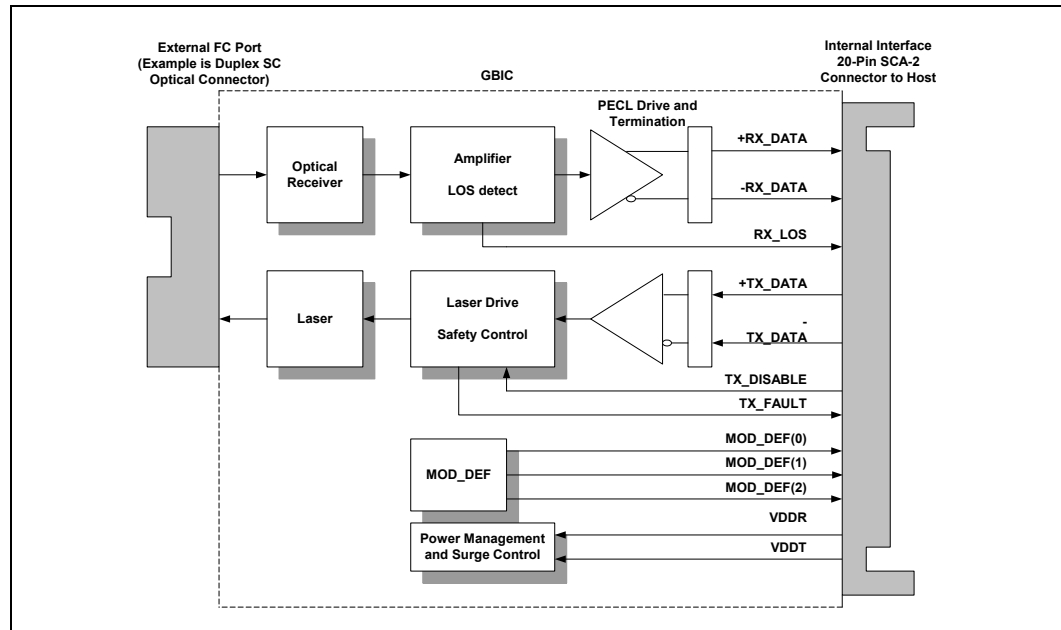 External FC Port
(Example is Duplex SC
Optical Connector)
GBIC
Internal Interface
20-Pin SCA-2
Connector to Host
PECL Drive and
Termination
Optical
Receiver
Amplifier
LOS detect
+RX_DATA
-RX_DATA
RX_LOS
Laser
Laser Drive
Safety Control
+TX_DATA
-
TX_DATA
TX_DISABLE
TX_FAULT
MOD_DEF
MOD_DEF(0)
MOD_DEF(1)
MOD_DEF(2)
Power Management
and Surge Control
VDDR
VDDT